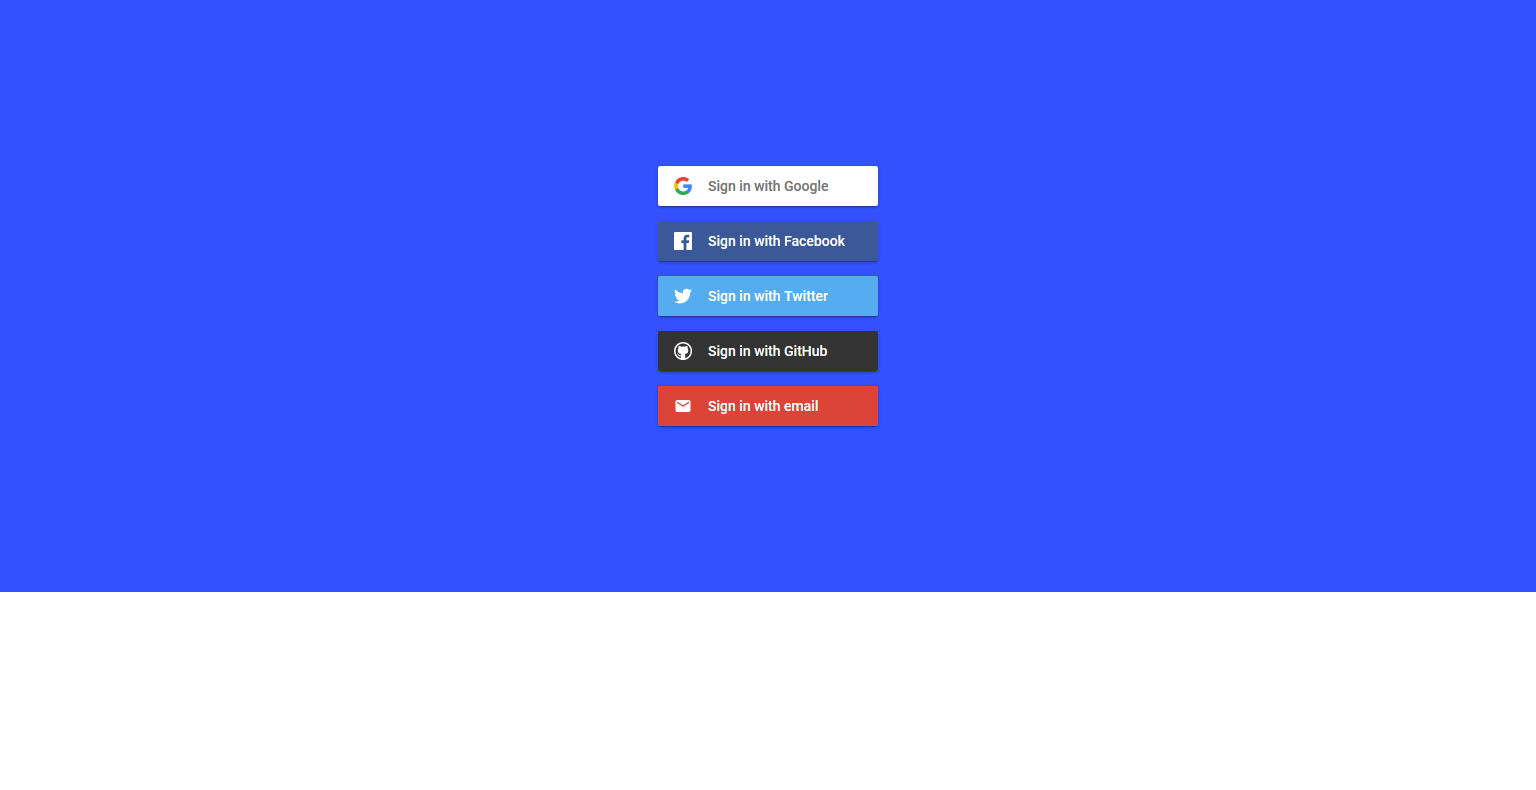 Sign in with Google
Sign in with Facebook
Sign in with Twitter
Sign in with GitHub
Sign in with email